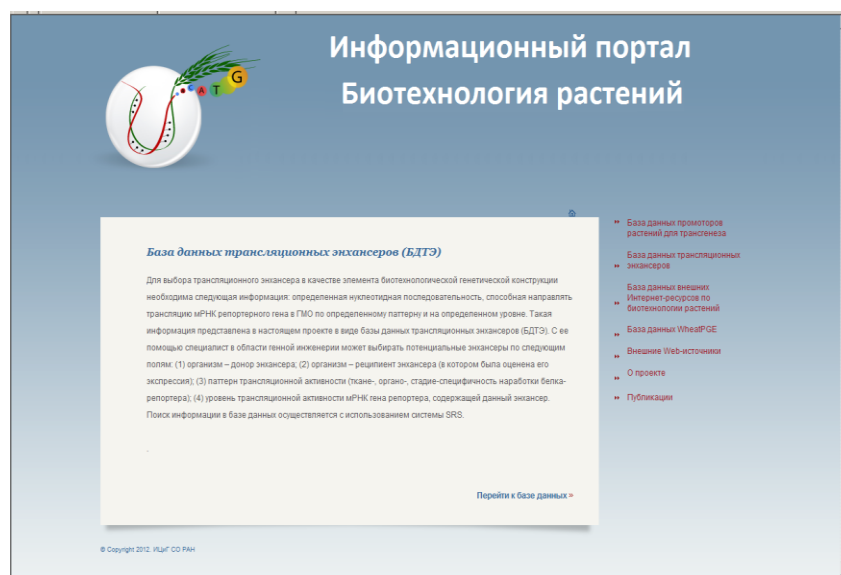 Информационный портал
Биотехнология растений
A T G
База данных трансляционных энхансеров (БДТЭ)
Для выбора трансляционного энхансера в качестве элемента биотехнологической генетической конструкции
необходима следующая информация: определенная нуклеотидная последовательность, способная направлять
трансляцию мРНК репортерного гена в ГМО по определенному паттерну и на определенном уровне. Такая
информация представлена в настоящем проекте в виде базы данных трансляционных энхансеров (БДТЭ). С ее
помощью специалист в области генной инженерии может выбирать потенциальные энхансеры по следующим
полям: (1) организм – донор энхансера; (2) организм – реципиент энхансера (в котором была оценена его
экспрессия); (3) паттерн трансляционной активности (ткане-, органо-, стадие-специфичность наработки белка-
репортера); (4) уровень трансляционной активности мРНК гена репортера, содержащей данный энхансер.
Поиск информации в базе данных осуществляется с использованием системы SRS.
.
Перейти к базе данных »
База данных промоторов
растений для трансгенеза
База данных трансляционных
энхансеров
База данных внешних
Интернет-ресурсов по
биотехнологии растений
База данных WheatPGE
Внешние Web-источники
О проекте
Публикации
© Copyright 2012. ИЦиГ СО РАН